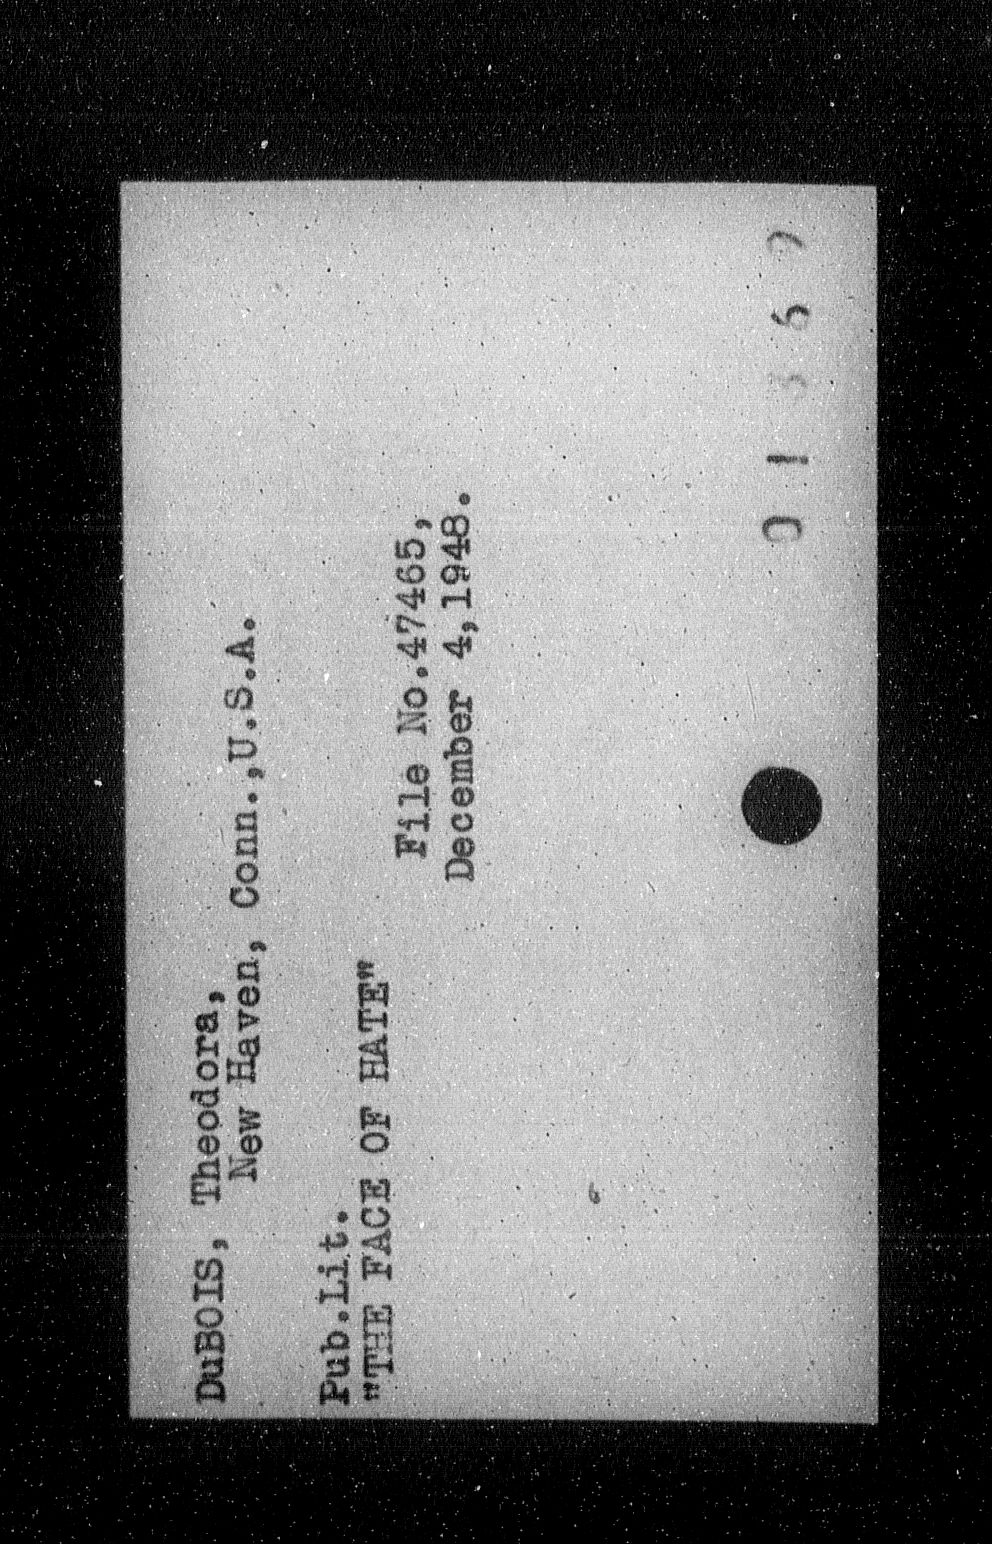 DuBOIS, Theodora,
New Haven, Conn.,U.S.A.
Pub.Lit.
"THE FACE OF HATE"
File No.47465,
December 4,1948.